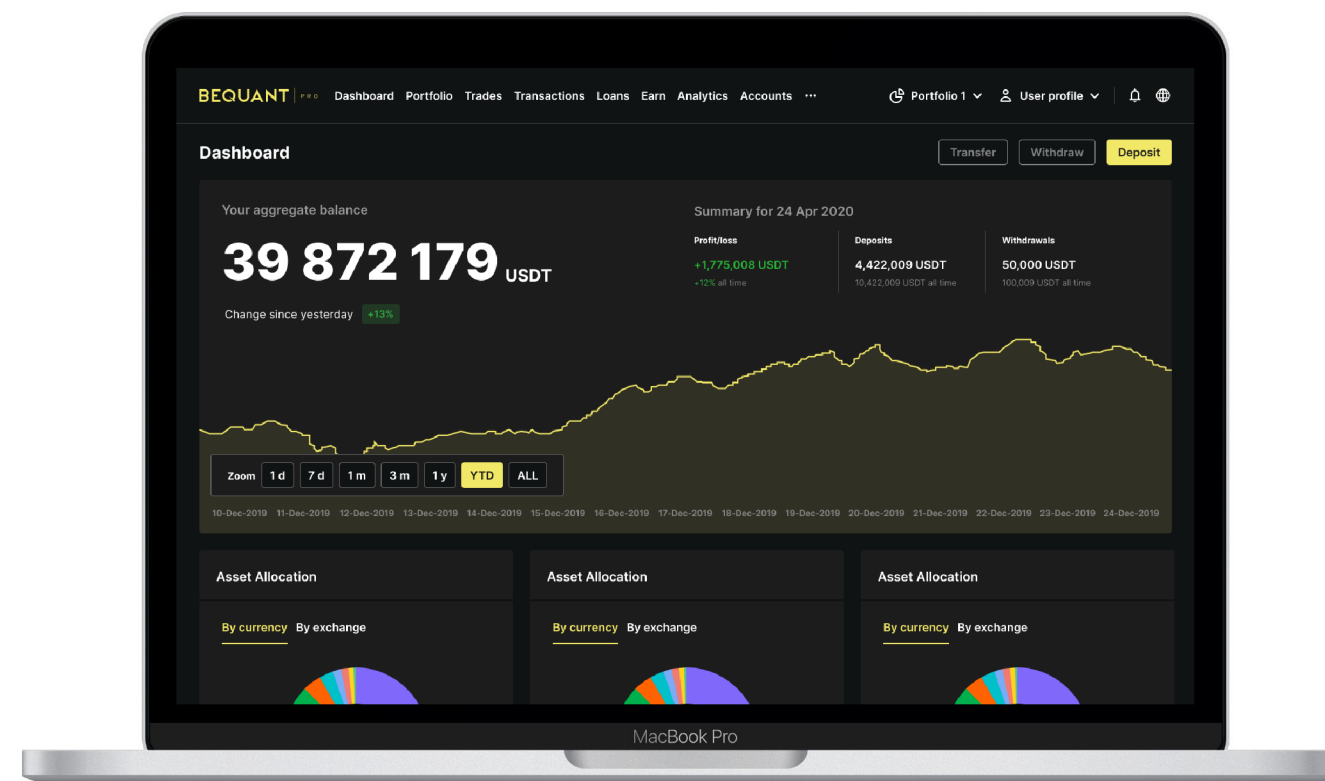 BEQUANT PRO Dashboard Portfolio Trades Transactions Loans Earn Analytics Accounts ··· Portfolio 1 User profile
Dashboard Transfer Withdraw Deposit
Your aggregate balance
39 872 179 USDT
Change since yesterday +13%
Summary for 24 Apr 2020
Profit/loss Deposits Withdrawals
+1,775,008 USDT 4,422,009 USDT 50,000 USDT
+12% all time 10,422,009 USDT all time 100,009 USDT all time
Zoom 1 d 7 d 1 m 3 m 1 y YTD ALL
10-Dec-2019 11-Dec-2019 12-Dec-2019 13-Dec-2019 14-Dec-2019 15-Dec-2019 16-Dec-2019 17-Dec-2019 18-Dec-2019 19-Dec-2019 20-Dec-2019 21-Dec-2019 22-Dec-2019 23-Dec-2019 24-Dec-2019
Asset Allocation Asset Allocation Asset Allocation
By currency By exchange By currency By exchange By currency By exchange
MacBook Pro